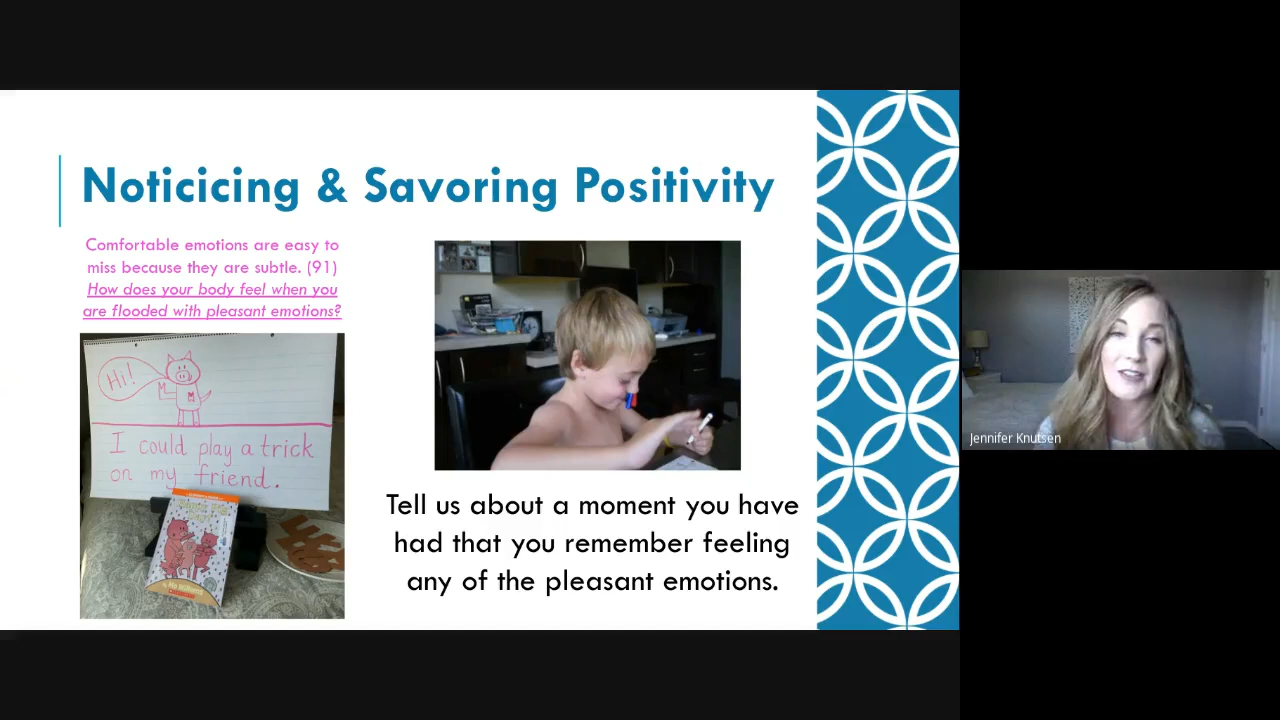 Noticicing & Savoring Positivity
Comfortable emotions are easy to
miss because they are subtle. (91)
How does your body feel when you
are flooded with pleasant emotions?
Hi!
M
I could play a trick
on my friend.
Mo Willems
Tell us about a moment you have
had that you remember feeling
any of the pleasant emotions.
Jennifer Knutsen